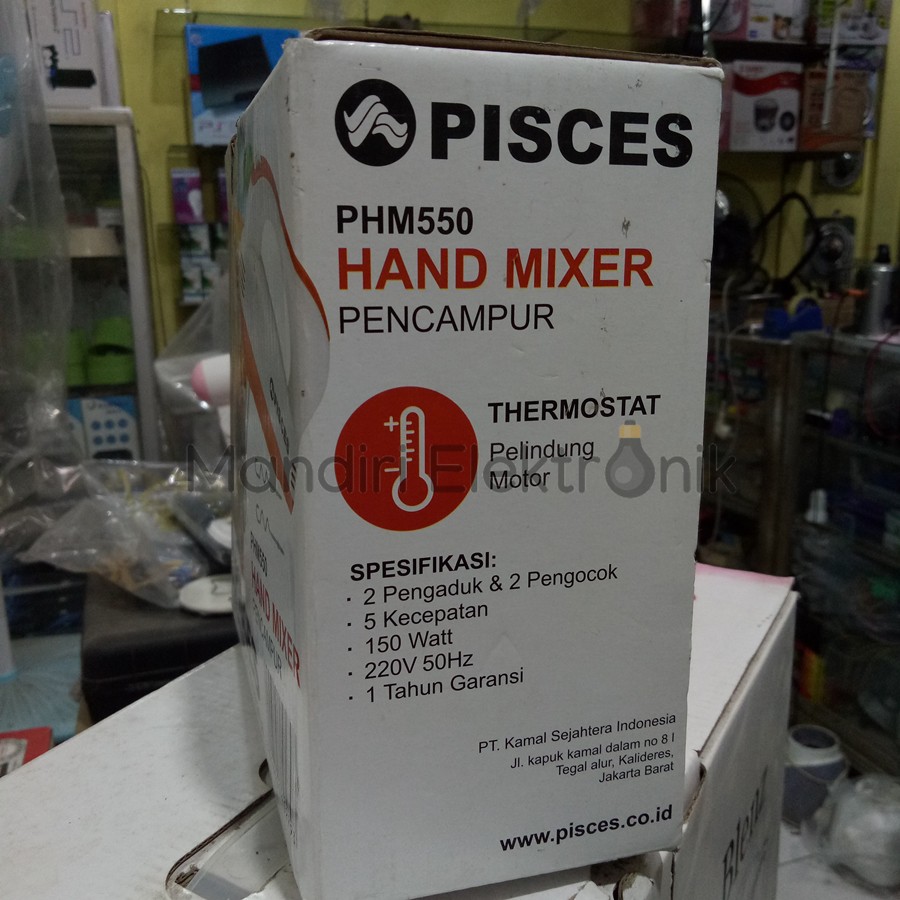 PISCES
PHM550
HAND MIXER
PENCAMPUR
THERMOSTAT
Pelindung
Motor
Mandiri Elektronik
SPESIFIKASI:
· 2 Pengaduk & 2 Pengocok
· 5 Kecepatan
· 150 Watt
· 220V 50Hz
· 1 Tahun Garansi
PT. Kamal Sejahtera Indonesia
Jl. kapuk kamal dalam no 8 I
Tegal alur, Kalideres,
Jakarta Barat
www.pisces.co.id
PHM550
HAND MIXER
PENCAMPUR